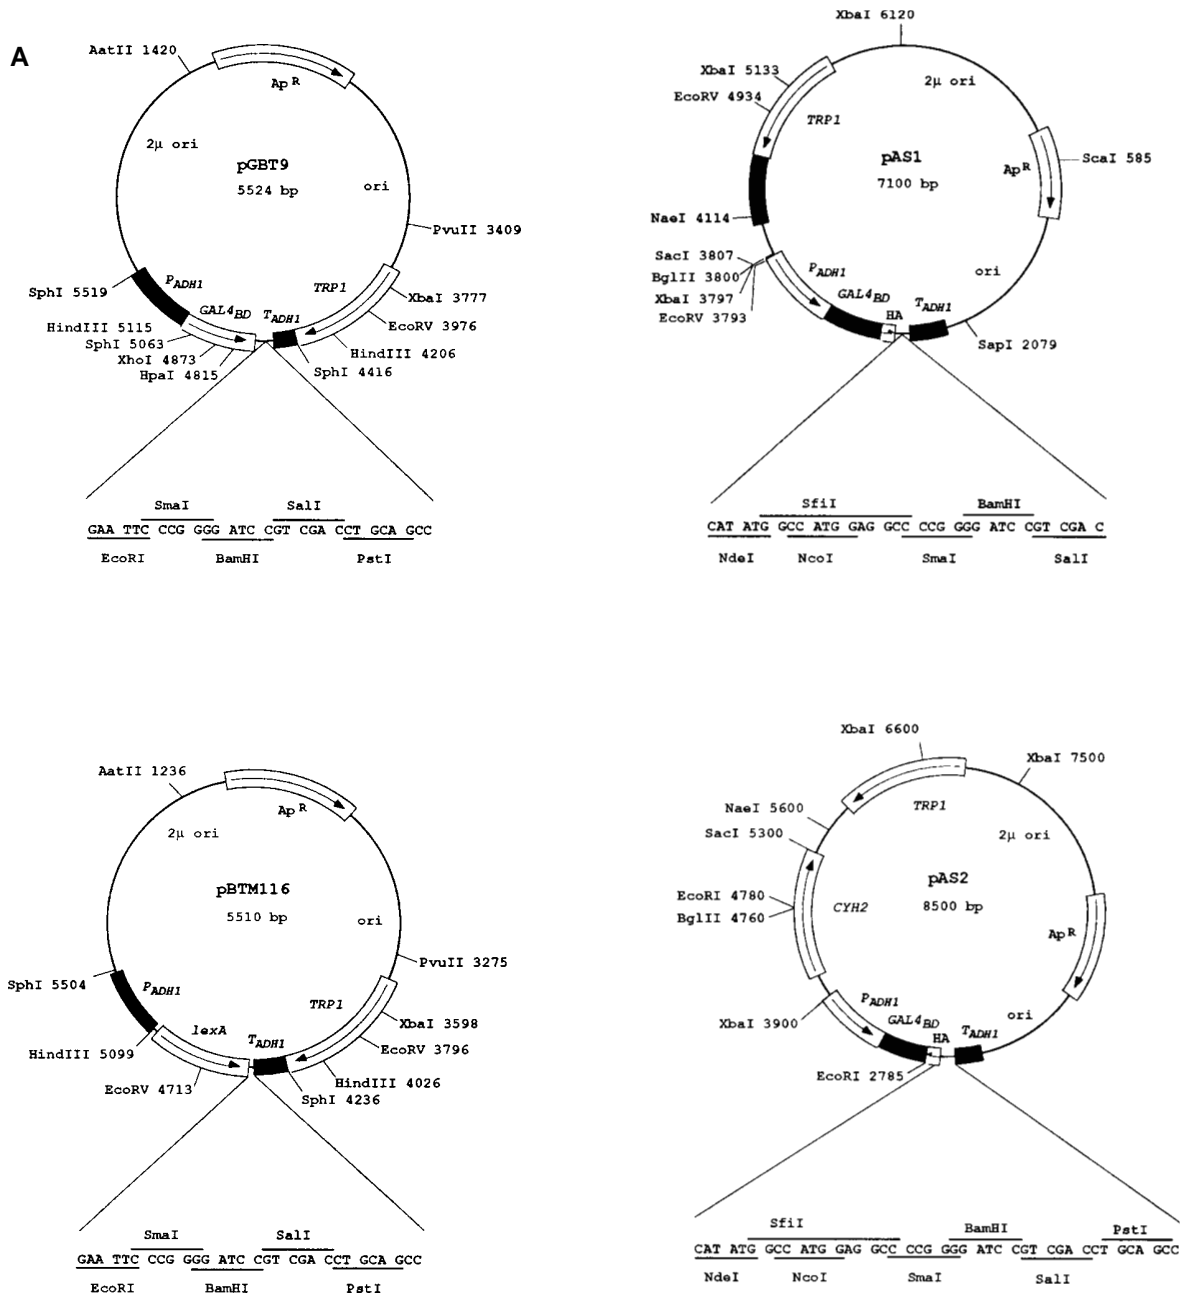 A
AatII 1420
ApR
2μ ori
pGBT9
5524 bp
ori
PvuII 3409
PADH1
GAL4BD
TADH1
TRP1
SphI 5519
XbaI 3777
EcoRV 3976
HindIII 5115
SphI 5063
XhoI 4873
HpaI 4815
HindIII 4206
SphI 4416
SmaI
SalI
GAA TTC CCG GGG ATC CGT CGA CCT GCA GCC
EcoRI
BamHI
PstI
XbaI 6120
XbaI 5133
EcoRV 4934
2μ ori
TRP1
pAS1
7100 bp
ApR
ScaI 585
NaeI 4114
SacI 3807
BglII 3800
XbaI 3797
EcoRV 3793
PADH1
GAL4BD
HA
TADH1
ori
SapI 2079
SfiI
BamHI
CAT ATG GCC ATG GAG GCC CCG GGG ATC CGT CGA C
NdeI
NcoI
SmaI
SalI
AatII 1236
ApR
2μ ori
pBTM116
5510 bp
ori
PvuII 3275
SphI 5504
PADH1
lexA
TADH1
TRP1
XbaI 3598
EcoRV 3796
HindIII 5099
EcoRV 4713
HindIII 4026
SphI 4236
SmaI
SalI
GAA TTC CCG GGG ATC CGT CGA CCT GCA GCC
EcoRI
BamHI
PstI
XbaI 6600
XbaI 7500
TRP1
NaeI 5600
SacI 5300
2μ ori
pAS2
8500 bp
EcoRI 4780
BglII 4760
CYH2
ApR
XbaI 3900
PADH1
GAL4BD
HA
TADH1
ori
EcoRI 2785
SfiI
BamHI
PstI
CAT ATG GCC ATG GAG GCC CCG GGG ATC CGT CGA CCT GCA GCC
NdeI
NcoI
SmaI
SalI